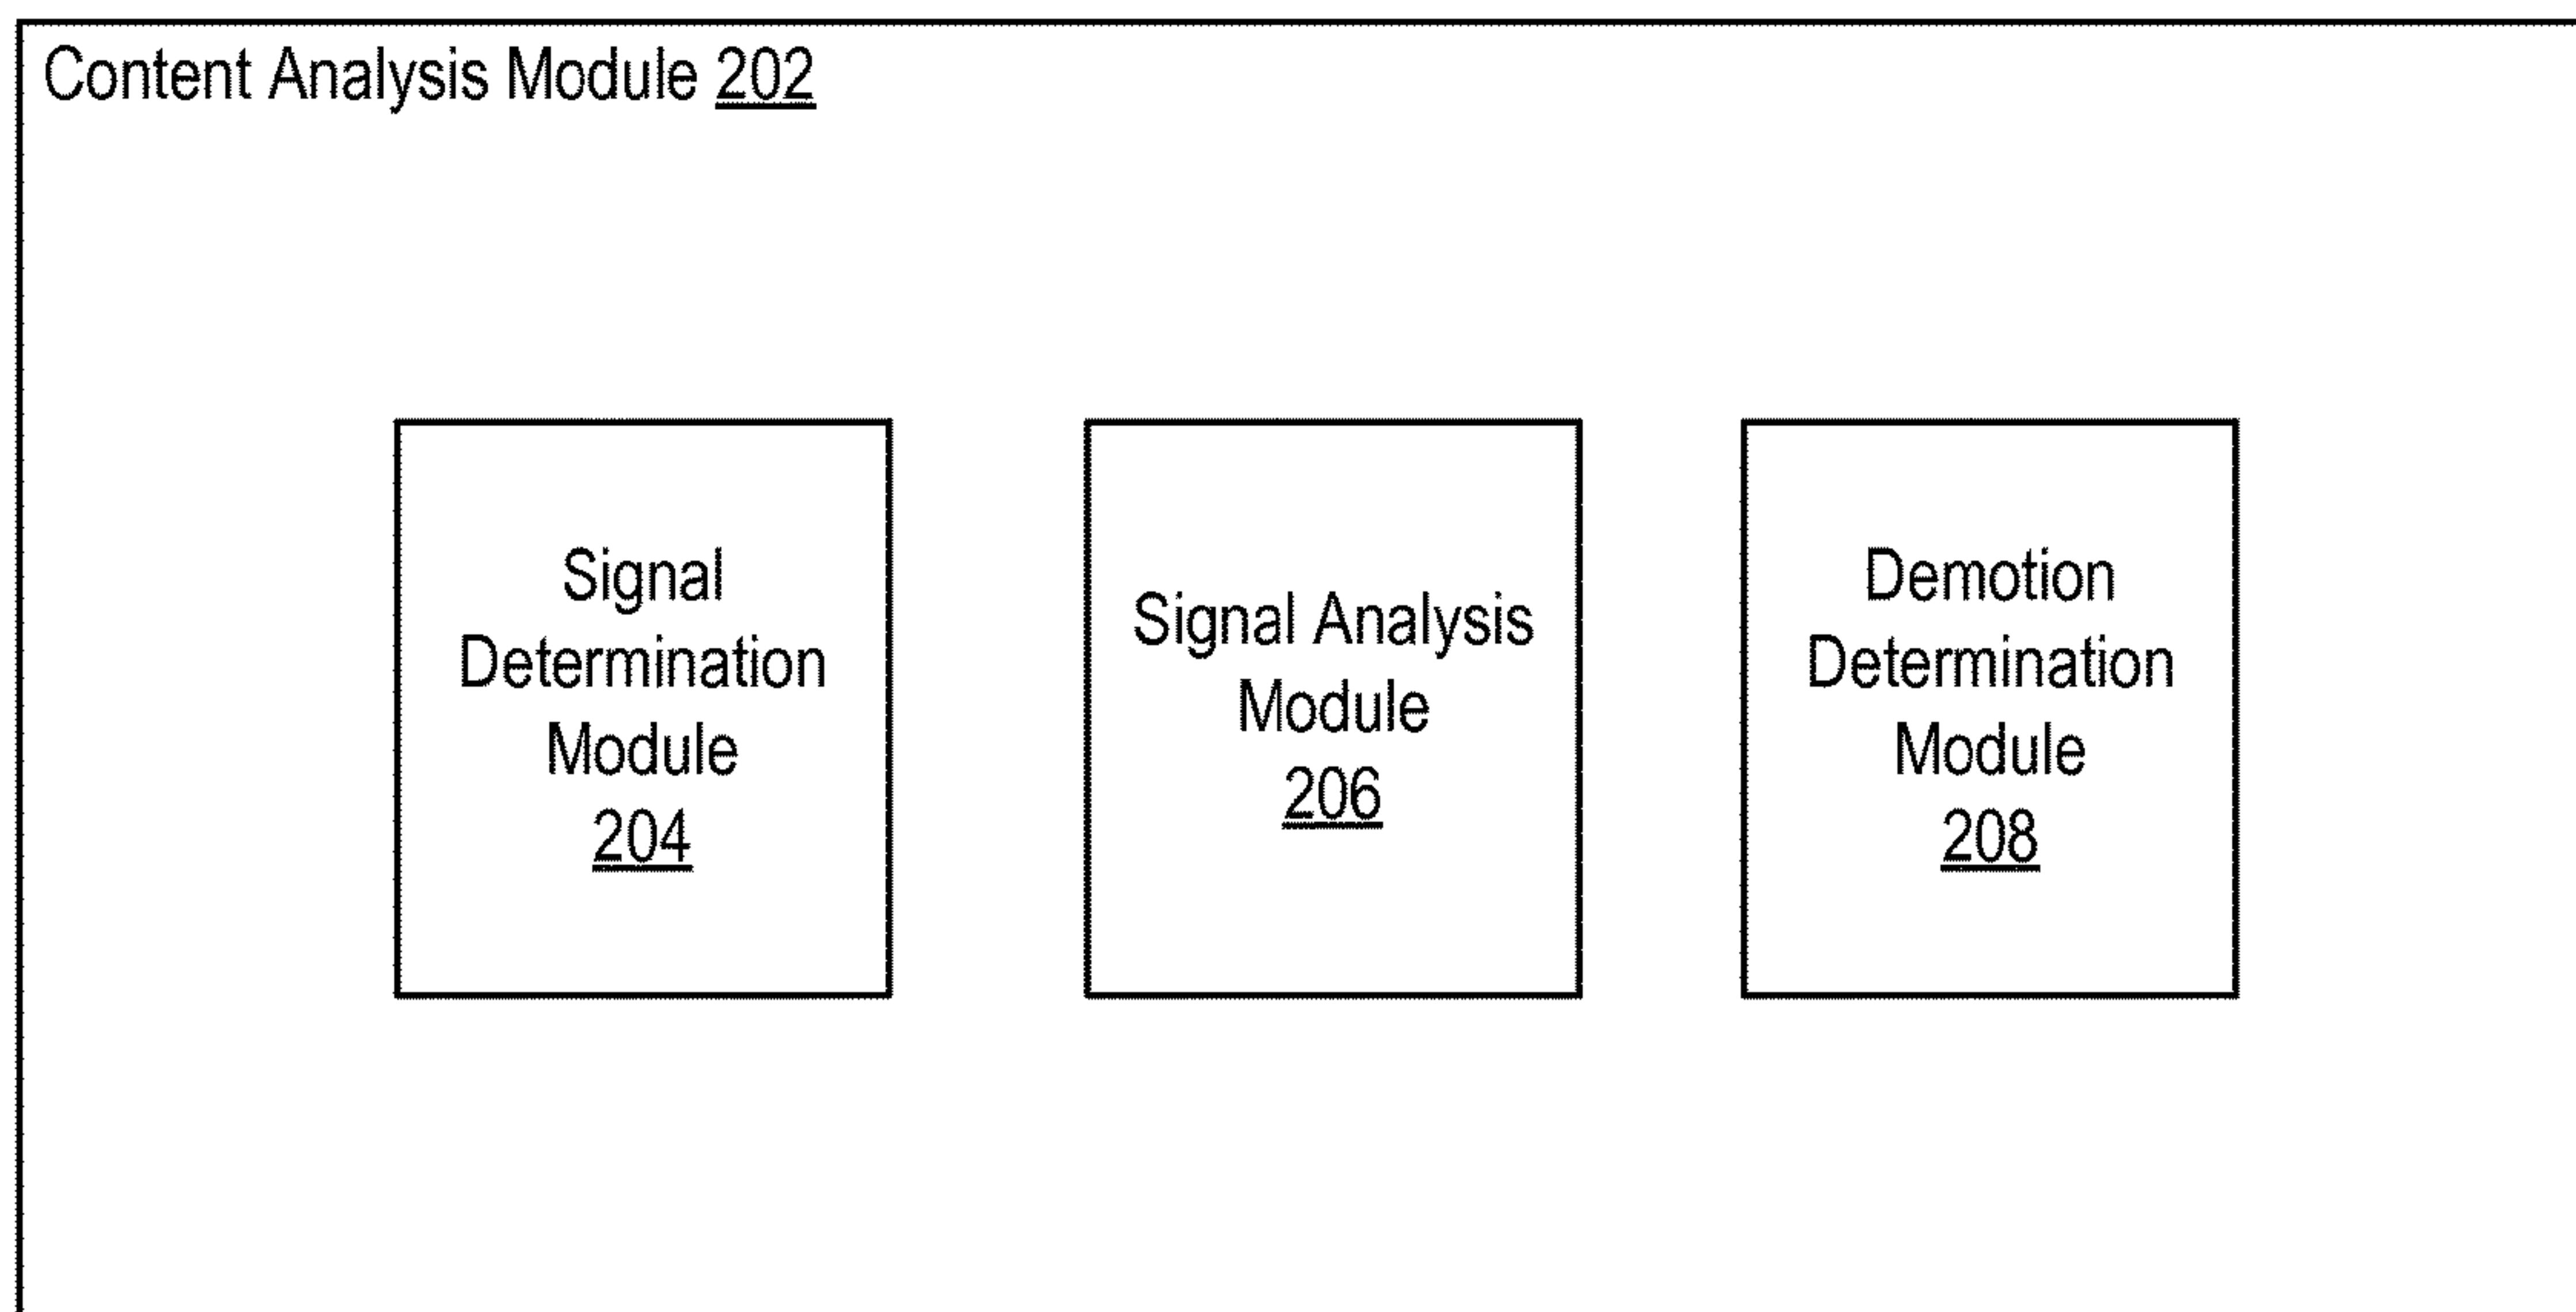 Content Analysis Module 202
Signal
Determination
Module
204
Signal Analysis
Module
206
Demotion
Determination
Module
208